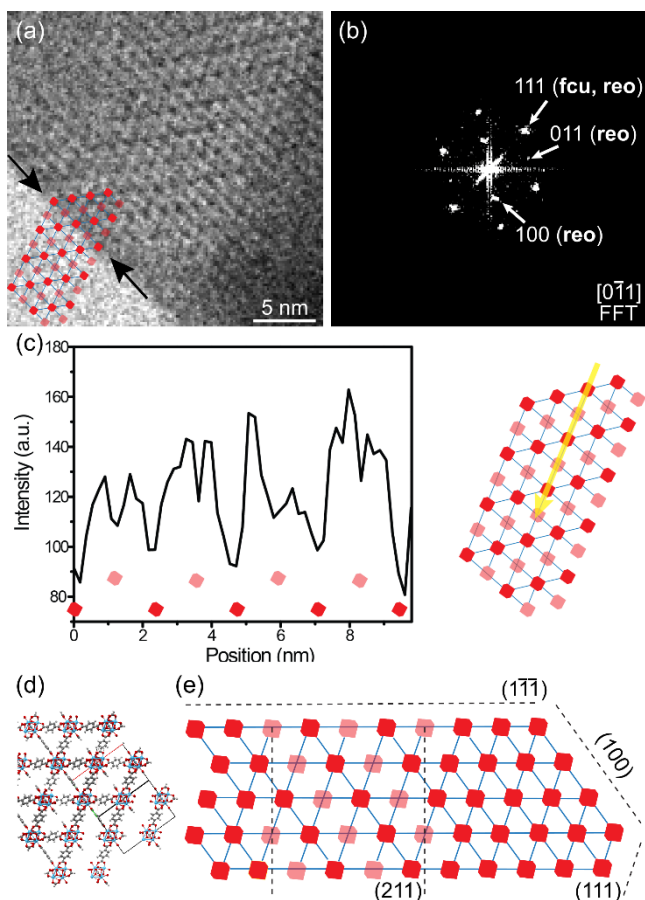 (a)
5 nm
(b)
111 (fcu, reo)
011 (reo)
100 (reo)
[01̅1]
FFT
(c)
180
160
140
120
100
80
Intensity (a.u.)
0 2 4 6 8
Position (nm)
(d)
(e)
(11̅1̅)
(100)
(211)
(111)